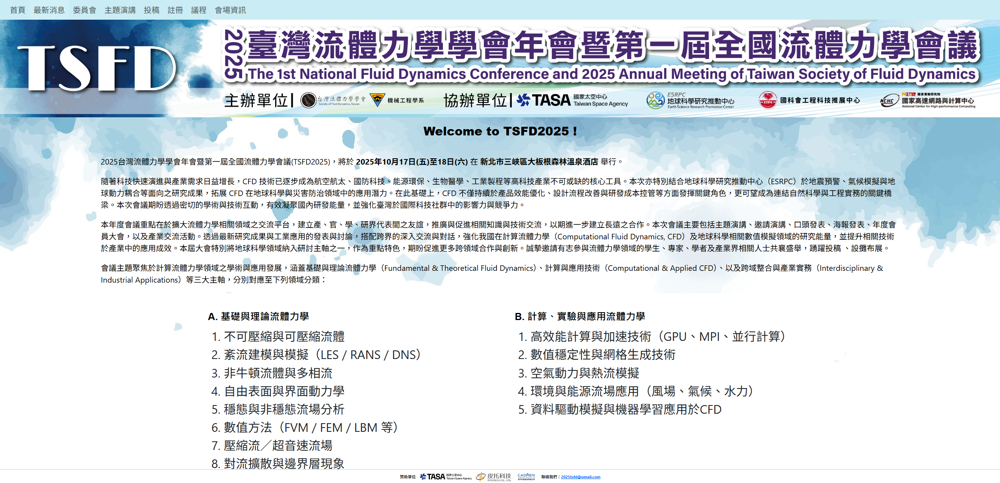 首頁 最新消息 委員會 主題演講 投稿 註冊 議程 會場資訊
TSFD
2025
臺灣流體力學學會年會暨第一屆全國流體力學會議
The 1st National Fluid Dynamics Conference and 2025 Annual Meeting of Taiwan Society of Fluid Dynamics
主辦單位| 台灣流體力學學會 Society of Fluid Dynamics, Taiwan 機械工程學系 協辦單位| TASA 國家太空中心 Taiwan Space Agency ESRPC 地球科學研究推動中心 Earth Science Research Promotion Center ETPC 國科會工程科技推展中心 NCHC 國家實驗研究院 國家高速網路與計算中心 National Center for High-performance Computing
Welcome to TSFD2025 !
2025台灣流體力學學會年會暨第一屆全國流體力學會議(TSFD2025)，將於 2025年10月17日(五)至18日(六) 在 新北市三峽區大板根森林溫泉酒店 舉行。
隨著科技快速演進與產業需求日益增長，CFD 技術已逐步成為航空航太、國防科技、能源環保、生物醫學、工業製程等高科技產業不可或缺的核心工具。本次亦特別結合地球科學研究推動中心（ESRPC）於地震預警、氣候模擬與地
球動力耦合等面向之研究成果，拓展 CFD 在地球科學與災害防治領域中的應用潛力。在此基礎上，CFD 不僅持續於產品效能優化、設計流程改善與研發成本控管等方面發揮關鍵角色，更可望成為連結自然科學與工程實務的關鍵橋
梁。本次會議期盼透過密切的學術與技術互動，有效凝聚國內研發能量，並強化臺灣於國際科技社群中的影響力與競爭力。
本年度會議重點在於擴大流體力學相關領域之交流平台，建立產、官、學、研界代表間之友誼，推廣與促進相關知識與技術交流，以期進一步建立長遠之合作。本次會議主要包括主題演講、邀請演講、口頭發表、海報發表、年度會
員大會，以及產業交流活動。透過最新研究成果與工業應用的發表與討論，搭配跨界的深入交流與對話，強化我國在計算流體力學（Computational Fluid Dynamics, CFD）及地球科學相關數值模擬領域的研究能量，並提升相關技術
於產業中的應用成效。本屆大會特別將地球科學領域納入研討主軸之一，作為重點特色，期盼促進更多跨領域合作與創新。誠摯邀請有志參與流體力學領域的學生、專家、學者及產業界相關人士共襄盛舉，踴躍投稿 、設攤布展。
會議主題聚焦於計算流體力學領域之學術與應用發展，涵蓋基礎與理論流體力學（Fundamental & Theoretical Fluid Dynamics）、計算與應用技術（Computational & Applied CFD）、以及跨域整合與產業實務（Interdisciplinary &
Industrial Applications）等三大主軸，分別對應至下列領域分類：
A. 基礎與理論流體力學
1. 不可壓縮與可壓縮流體
2. 紊流建模與模擬（LES / RANS / DNS）
3. 非牛頓流體與多相流
4. 自由表面與界面動力學
5. 穩態與非穩態流場分析
6. 數值方法（FVM / FEM / LBM 等）
7. 壓縮流／超音速流場
8. 對流擴散與邊界層現象
B. 計算、實驗與應用流體力學
1. 高效能計算與加速技術（GPU、MPI、並行計算）
2. 數值穩定性與網格生成技術
3. 空氣動力與熱流模擬
4. 環境與能源流場應用（風場、氣候、水力）
5. 資料驅動模擬與機器學習應用於CFD
贊助單位 TASA 國家太空中心 Taiwan Space Agency 皮托科技 PITOTECH CO., LTD. CADMEN 聯絡我們：2025tsfd@gmail.com